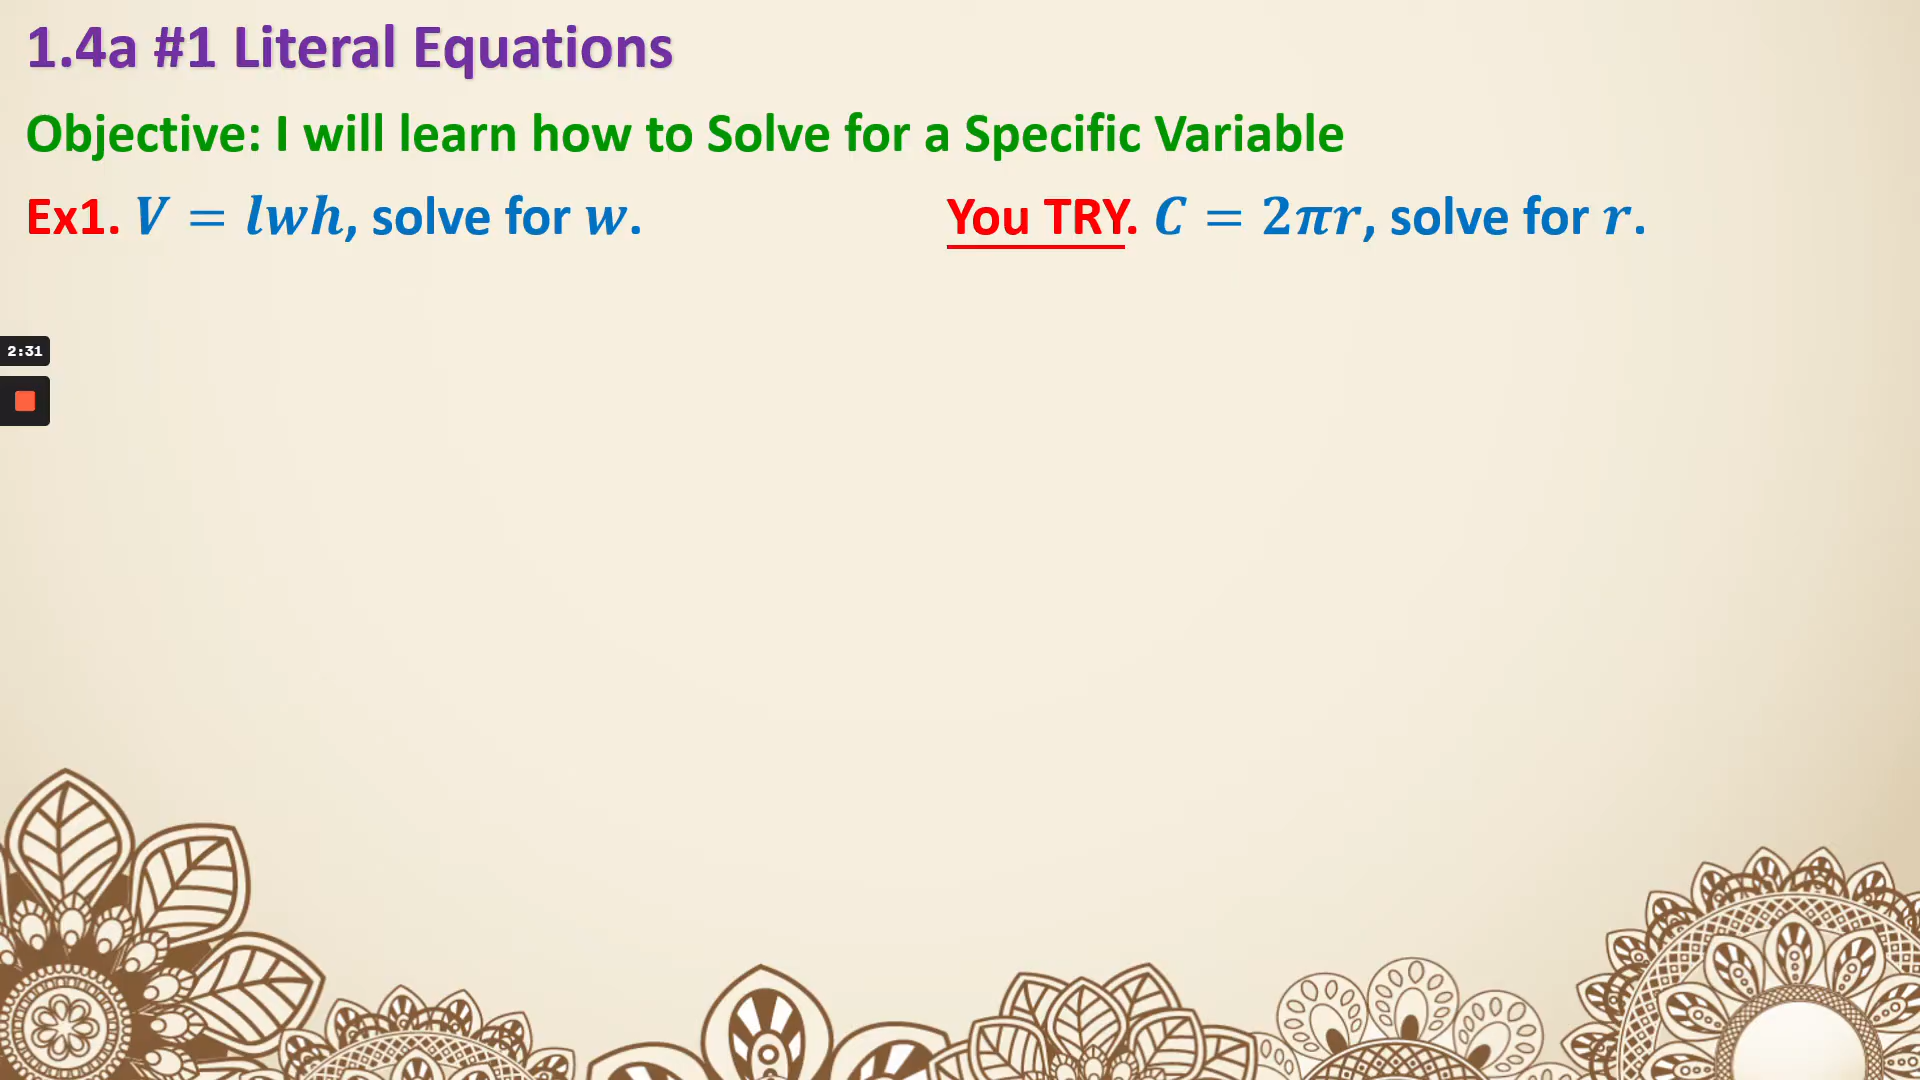 1.4a #1 Literal Equations
Objective: I will learn how to Solve for a Specific Variable
Ex1. V = lwh, solve for w.
You TRY. C = 2πr, solve for r.
2:31